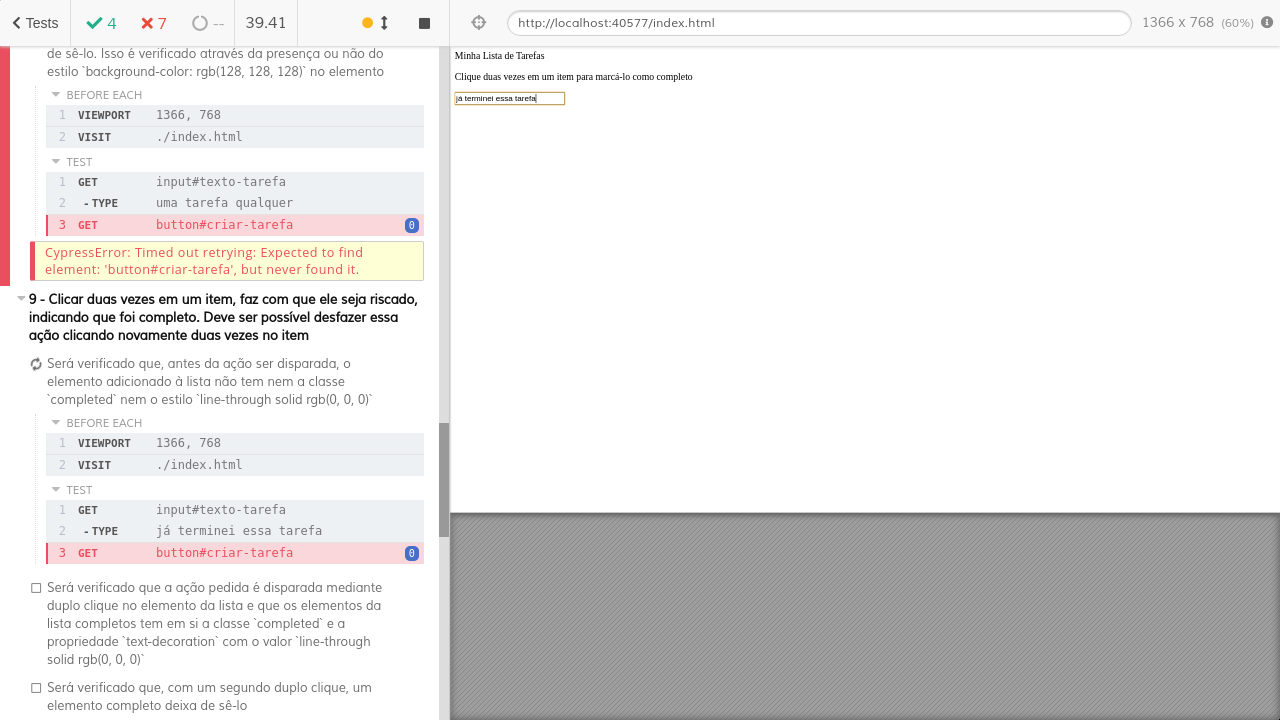 Tests
4
7
--
39.41
http://localhost:40577/index.html
1366 x 768 (60%)
de sê-lo. Isso é verificado através da presença ou não do
estilo `background-color: rgb(128, 128, 128)` no elemento
BEFORE EACH
1 VIEWPORT 1366, 768
2 VISIT ./index.html
TEST
1 GET input#texto-tarefa
2 - TYPE uma tarefa qualquer
3 GET button#criar-tarefa 0
CypressError: Timed out retrying: Expected to find
element: 'button#criar-tarefa', but never found it.
9 - Clicar duas vezes em um item, faz com que ele seja riscado,
indicando que foi completo. Deve ser possível desfazer essa
ação clicando novamente duas vezes no item
Será verificado que, antes da ação ser disparada, o
elemento adicionado à lista não tem nem a classe
`completed` nem o estilo `line-through solid rgb(0, 0, 0)`
BEFORE EACH
1 VIEWPORT 1366, 768
2 VISIT ./index.html
TEST
1 GET input#texto-tarefa
2 - TYPE já terminei essa tarefa
3 GET button#criar-tarefa 0
Será verificado que a ação pedida é disparada mediante
duplo clique no elemento da lista e que os elementos da
lista completos tem em si a classe `completed` e a
propriedade `text-decoration` com o valor `line-through
solid rgb(0, 0, 0)`
Será verificado que, com um segundo duplo clique, um
elemento completo deixa de sê-lo
Minha Lista de Tarefas
Clique duas vezes em um item para marcá-lo como completo
já terminei essa tarefa